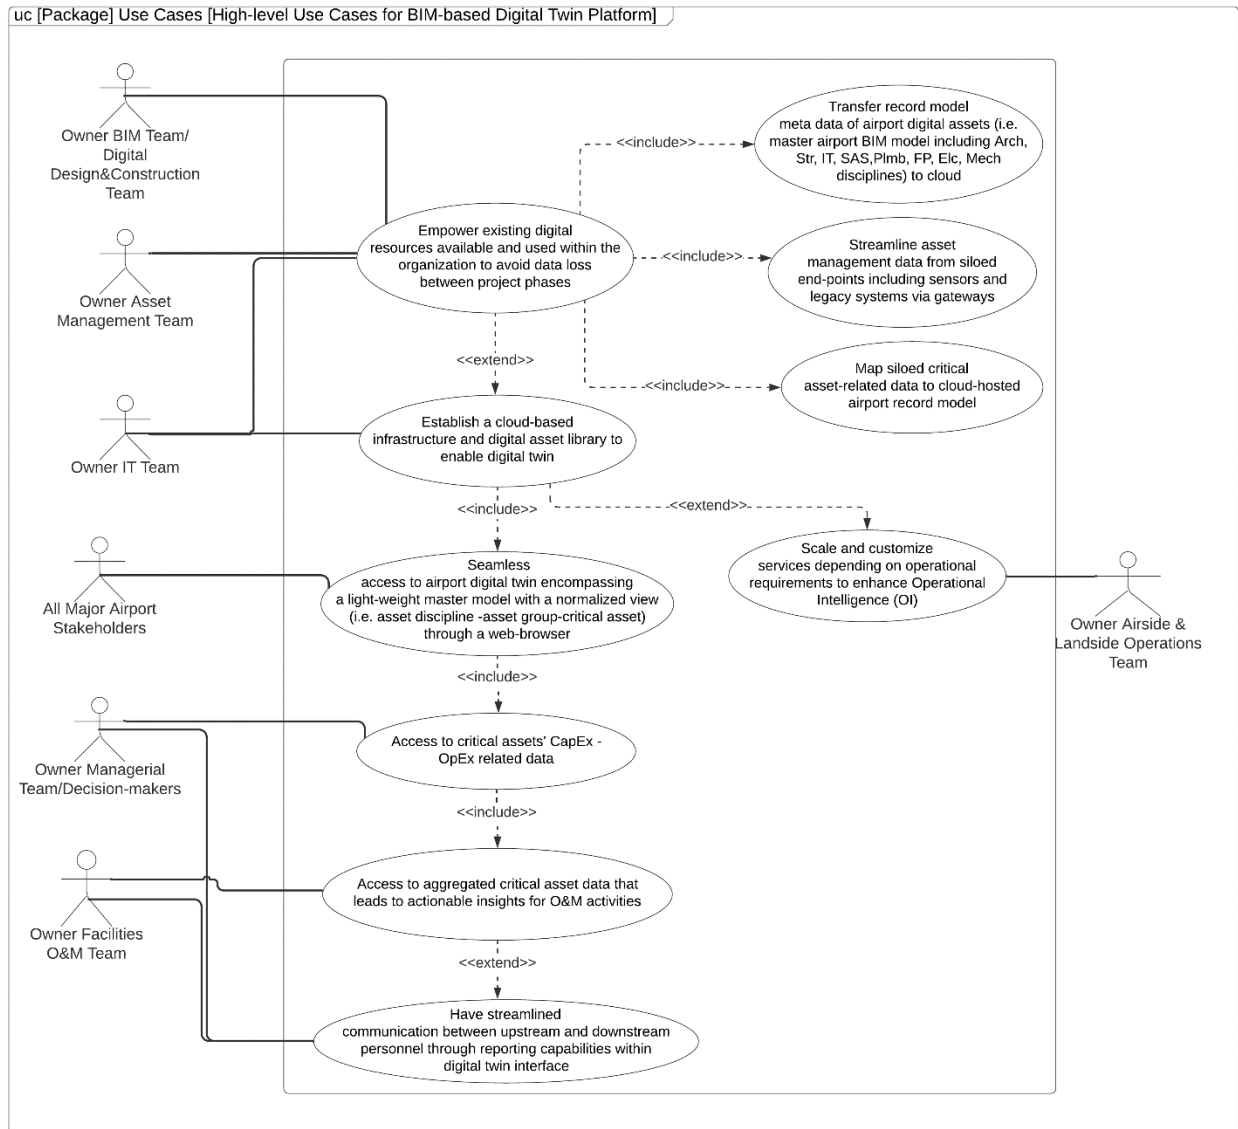 uc [Package] Use Cases [High-level Use Cases for BIM-based Digital Twin Platform]
Owner BIM Team/
Digital
Design&Construction
Team
Transfer record model
meta data of airport digital assets (i.e.
master airport BIM model including Arch,
Str, IT, SAS,Plmb, FP, Elc, Mech
disciplines) to cloud
<<include>>
Empower existing digital
resources available and used within the
organization to avoid data loss
between project phases
<<include>>
Streamline asset
management data from siloed
end-points including sensors and
legacy systems via gateways
Owner Asset
Management Team
<<extend>>
<<include>>
Map siloed critical
asset-related data to cloud-hosted
airport record model
Owner IT Team
Establish a cloud-based
infrastructure and digital asset library to
enable digital twin
<<include>>
<<extend>>
All Major Airport
Stakeholders
Seamless
access to airport digital twin encompassing
a light-weight master model with a normalized view
(i.e. asset discipline -asset group-critical asset)
through a web-browser
Scale and customize
services depending on operational
requirements to enhance Operational
Intelligence (OI)
Owner Airside &
Landside Operations
Team
<<include>>
Owner Managerial
Team/Decision-makers
Access to critical assets' CapEx -
OpEx related data
<<include>>
Owner Facilities
O&M Team
Access to aggregated critical asset data that
leads to actionable insights for O&M activities
<<extend>>
Have streamlined
communication between upstream and downstream
personnel through reporting capabilities within
digital twin interface